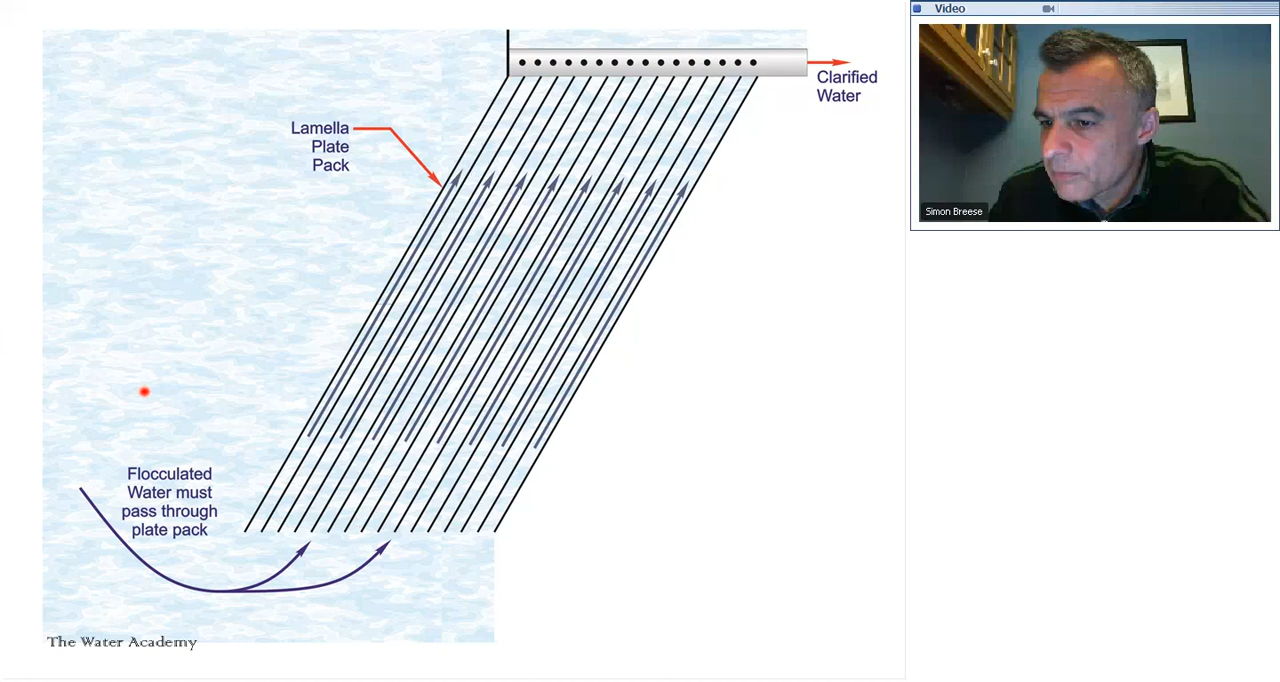 Video
Clarified
Water
Lamella
Plate
Pack
Simon Breese
Flocculated
Water must
pass through
plate pack
The Water Academy